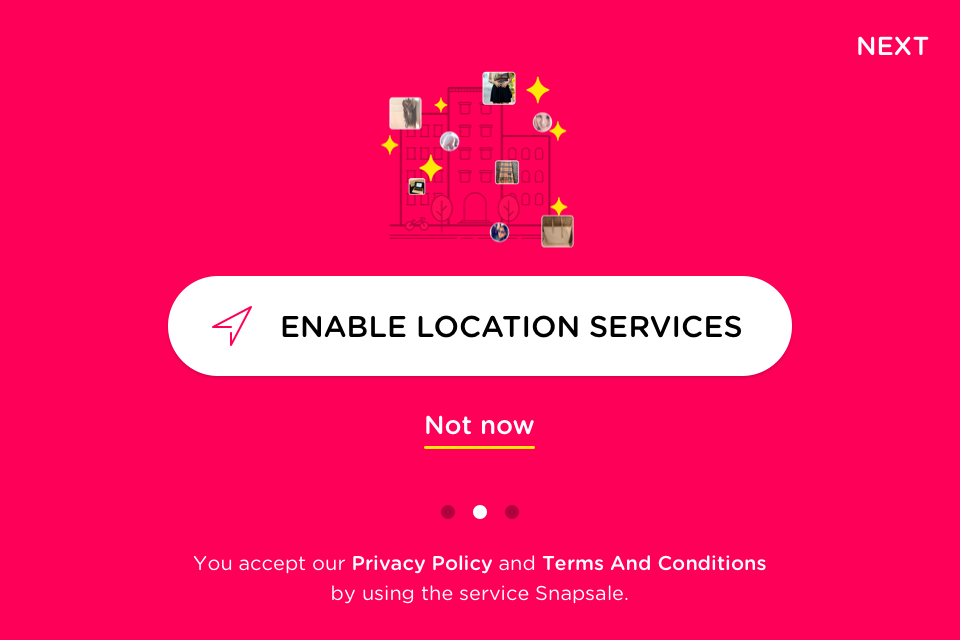 NEXT
ENABLE LOCATION SERVICES
Not now
You accept our Privacy Policy and Terms And Conditions
by using the service Snapsale.